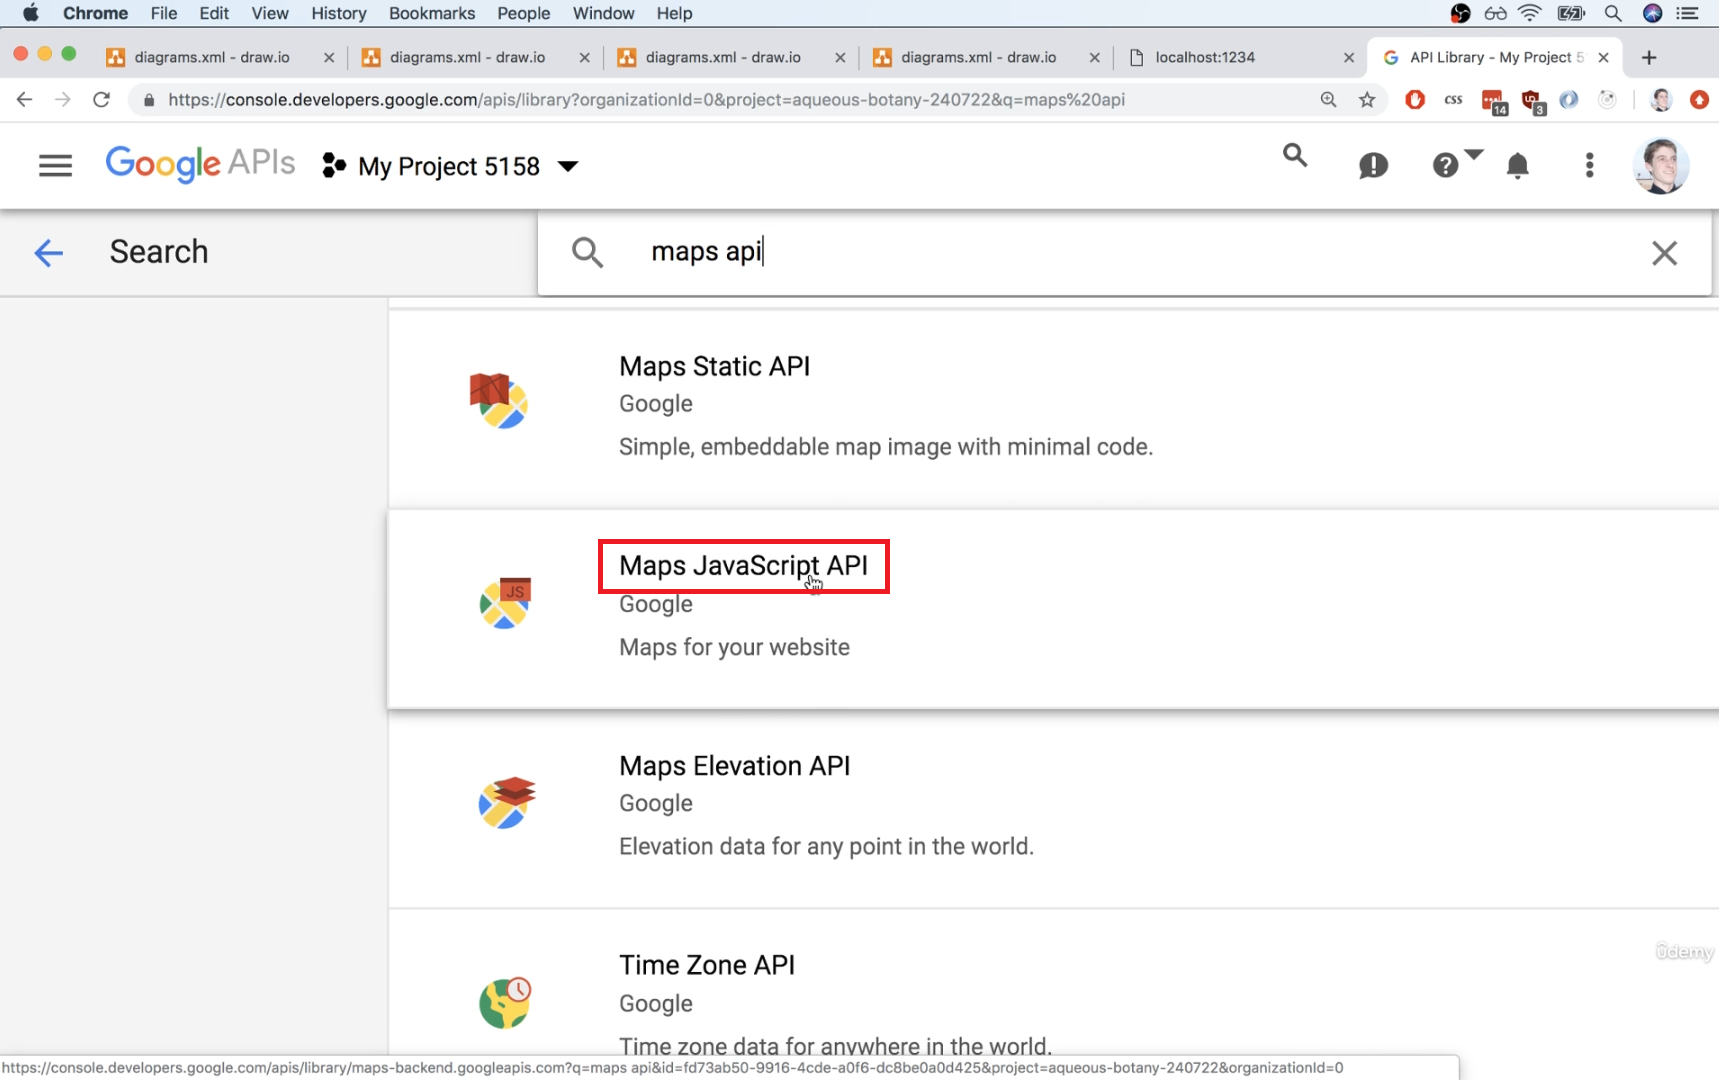 Chrome File Edit View History Bookmarks People Window Help
diagrams.xml - draw.io diagrams.xml - draw.io diagrams.xml - draw.io diagrams.xml - draw.io localhost:1234 API Library - My Project 5
https://console.developers.google.com/apis/library?organizationId=0&project=aqueous-botany-240722&q=maps%20api css 14 3
Google APIs My Project 5158
Search maps api
Maps Static API
Google
Simple, embeddable map image with minimal code.
JS
Maps JavaScript API
Google
Maps for your website
Maps Elevation API
Google
Elevation data for any point in the world.
ûdemy
Time Zone API
Google
Time zone data for anywhere in the world.
https://console.developers.google.com/apis/library/maps-backend.googleapis.com?q=maps api&id=fd73ab50-9916-4cde-a0f6-dc8be0a0d425&project=aqueous-botany-240722&organizationId=0